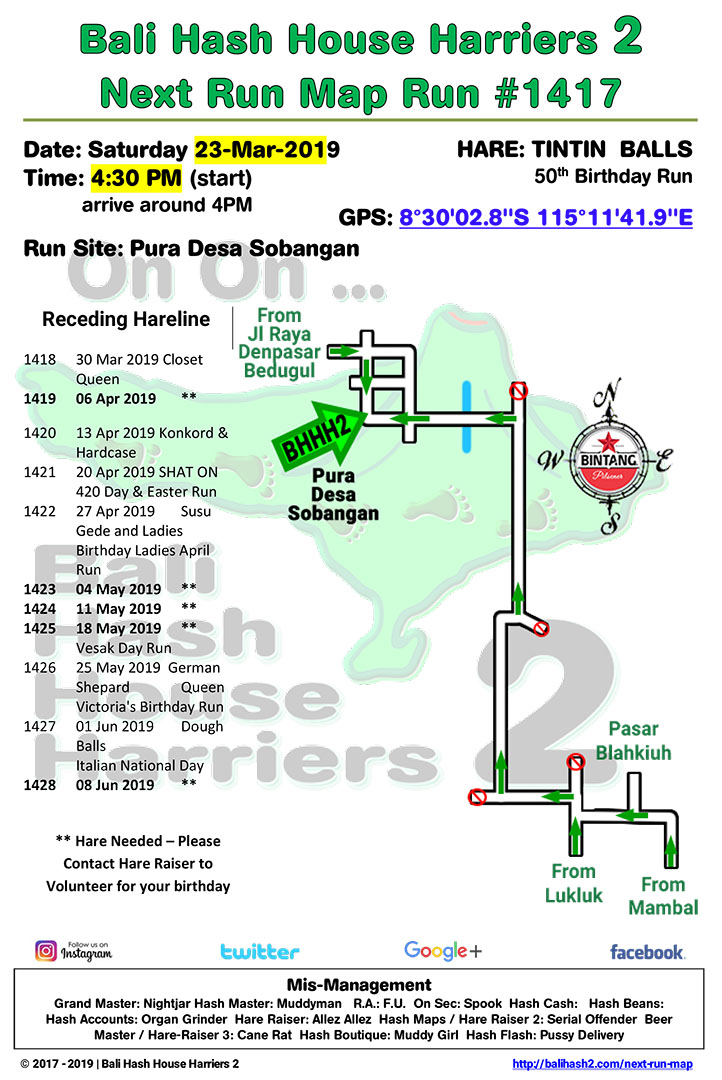 Bali Hash House Harriers 2
Next Run Map Run #1417
Date: Saturday 23-Mar-2019
Time: 4:30 PM (start)
arrive around 4PM
HARE: TINTIN BALLS
50th Birthday Run
GPS: 8°30'02.8"S 115°11'41.9"E
Run Site: Pura Desa Sobangan
On On ...
Receding Hareline
1418 30 Mar 2019 Closet
Queen
1419 06 Apr 2019 **
1420 13 Apr 2019 Konkord &
Hardcase
1421 20 Apr 2019 SHAT ON
420 Day & Easter Run
1422 27 Apr 2019 Susu
Gede and Ladies
Birthday Ladies April
Run
1423 04 May 2019 **
1424 11 May 2019 **
1425 18 May 2019 **
Vesak Day Run
1426 25 May 2019 German
Shepard Queen
Victoria's Birthday Run
1427 01 Jun 2019 Dough
Balls
Italian National Day
1428 08 Jun 2019 **
** Hare Needed – Please
Contact Hare Raiser to
Volunteer for your birthday
From
Jl Raya
Denpasar
Bedugul
BHHH2
Pura
Desa
Sobangan
N
W
E
S
BINTANG
Pilsener
Bali
Hash
House
Harriers 2
Pasar
Blahkiuh
From
Lukluk
From
Mambal
Follow us on
Instagram
twitter
Google+
facebook.
Mis-Management
Grand Master: Nightjar Hash Master: Muddyman R.A.: F.U. On Sec: Spook Hash Cash: Hash Beans:
Hash Accounts: Organ Grinder Hare Raiser: Allez Allez Hash Maps / Hare Raiser 2: Serial Offender Beer
Master / Hare-Raiser 3: Cane Rat Hash Boutique: Muddy Girl Hash Flash: Pussy Delivery
© 2017 - 2019 | Bali Hash House Harriers 2
http://balihash2.com/next-run-map